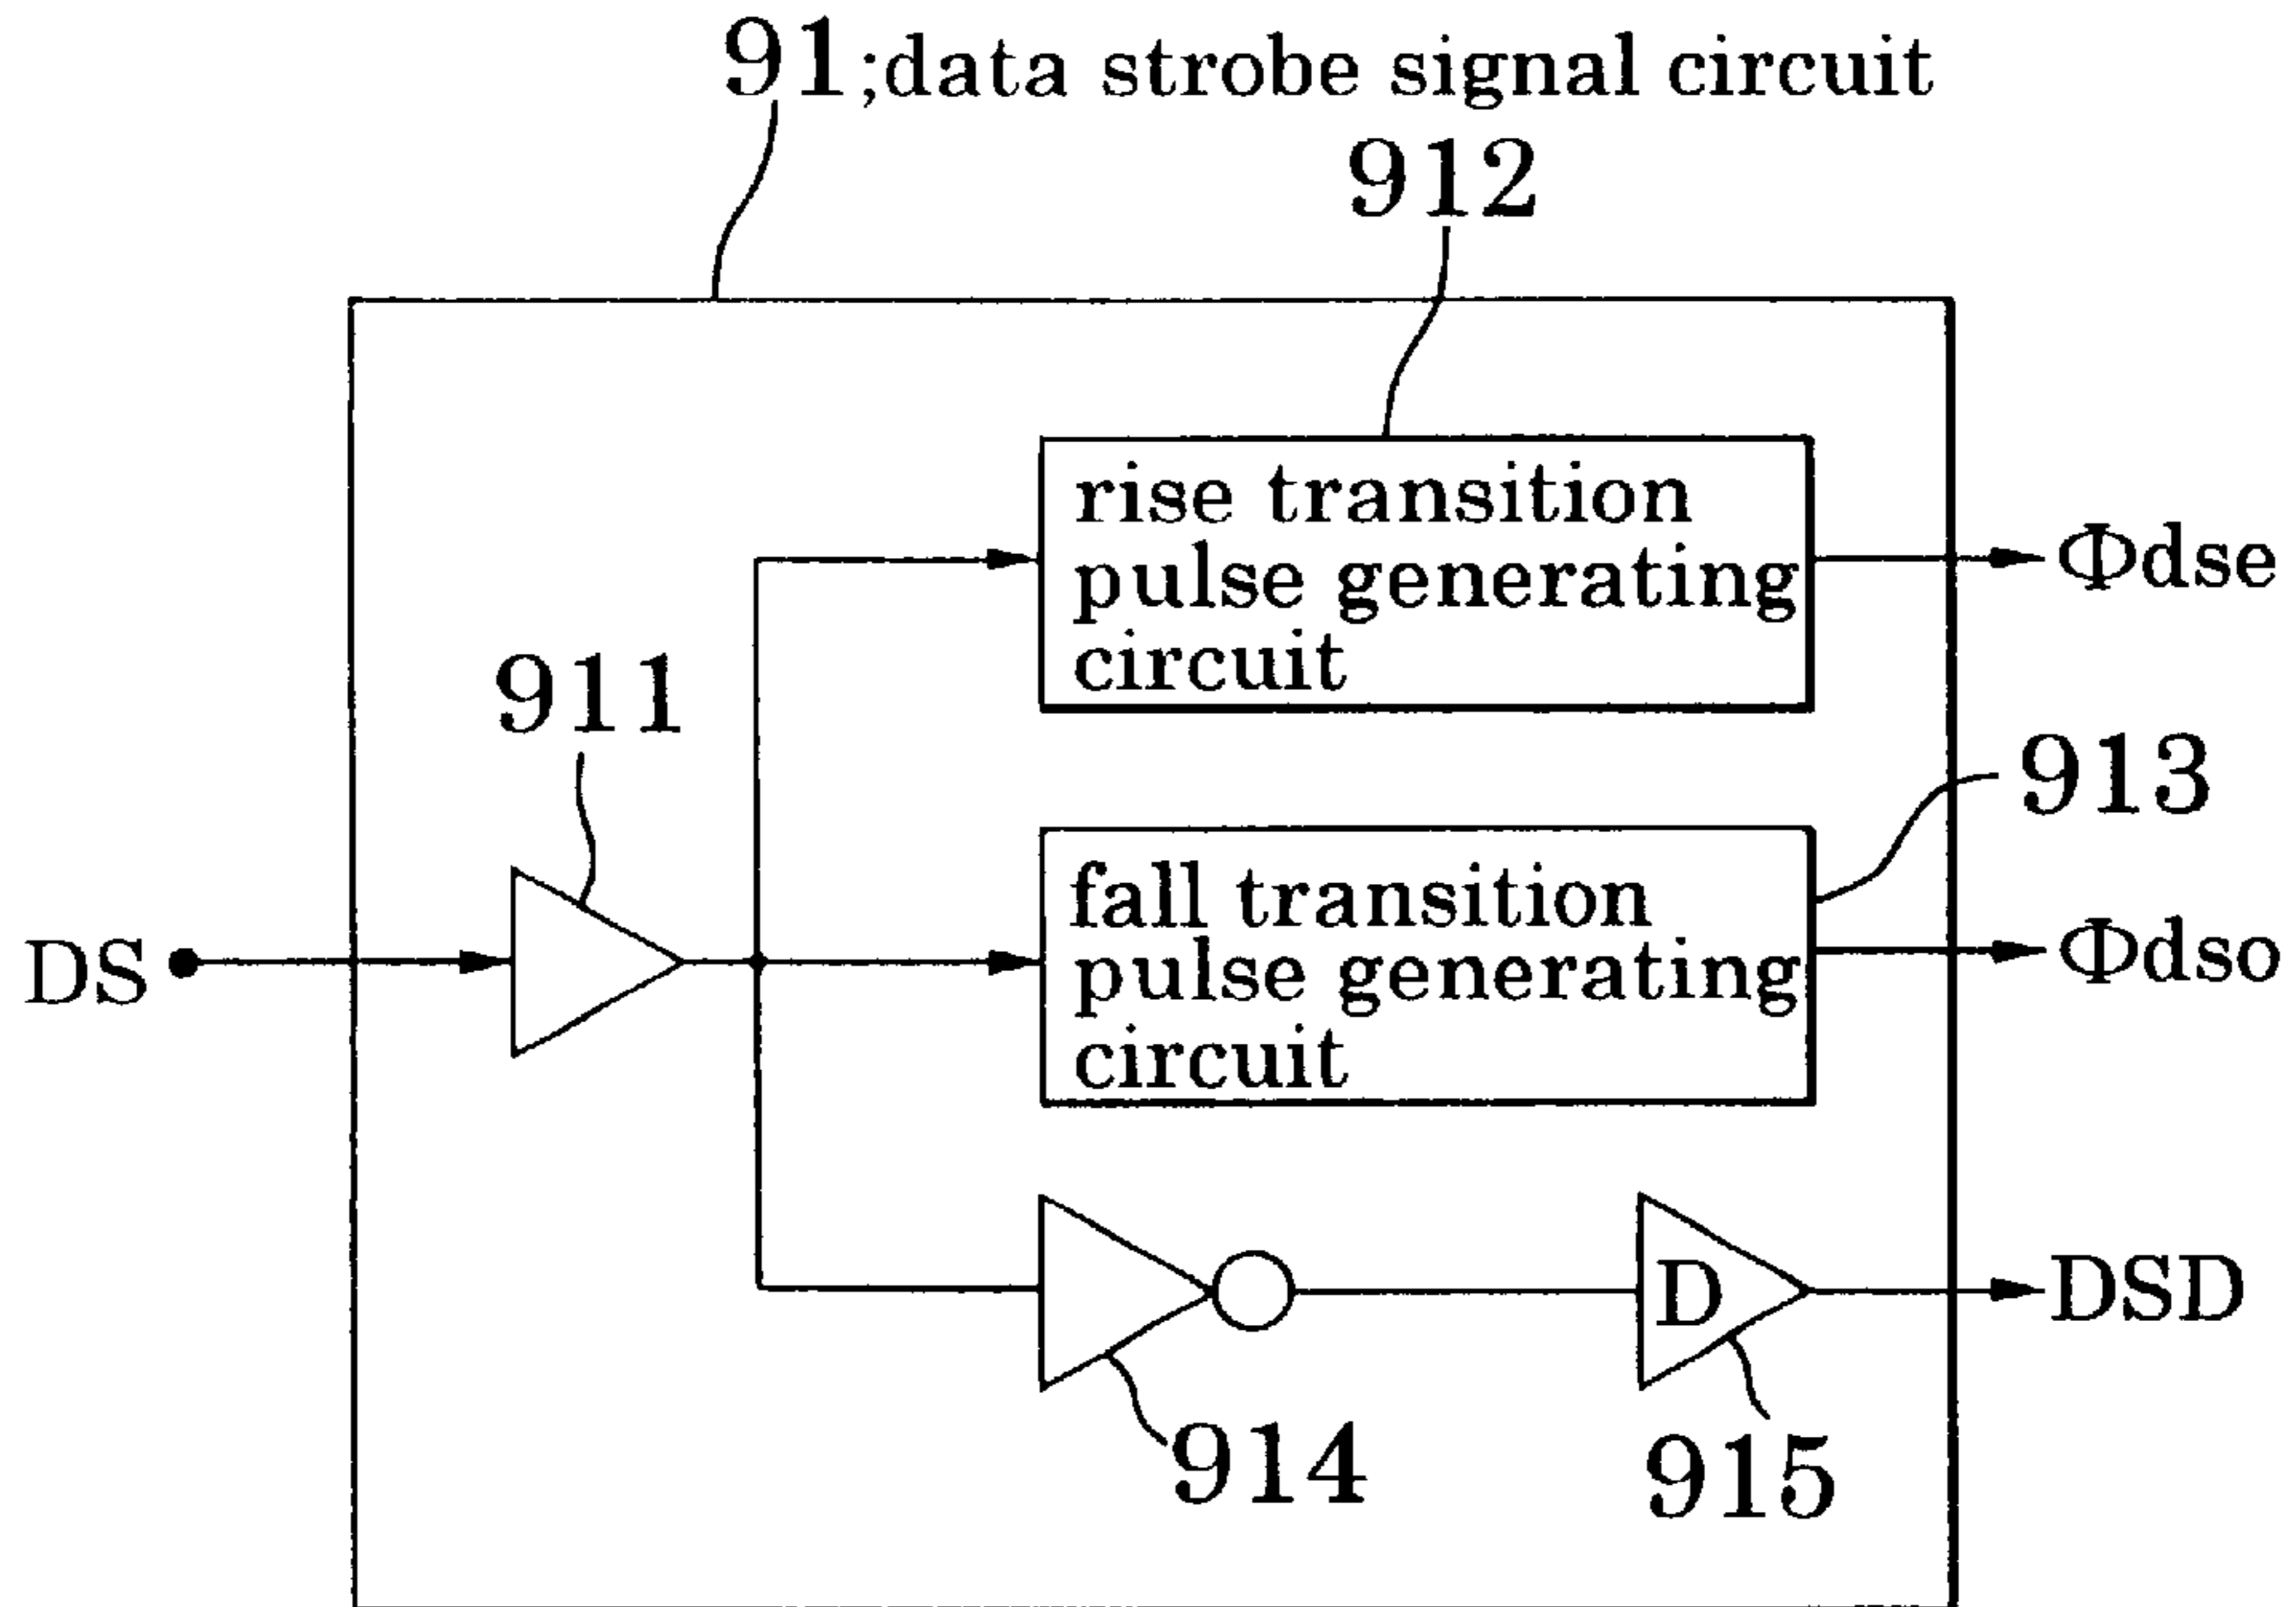 91;data strobe signal circuit
912
rise transition
pulse generating
circuit
Φdse
911
913
fall transition
pulse generating
circuit
DS
Φdso
D
DSD
914
915